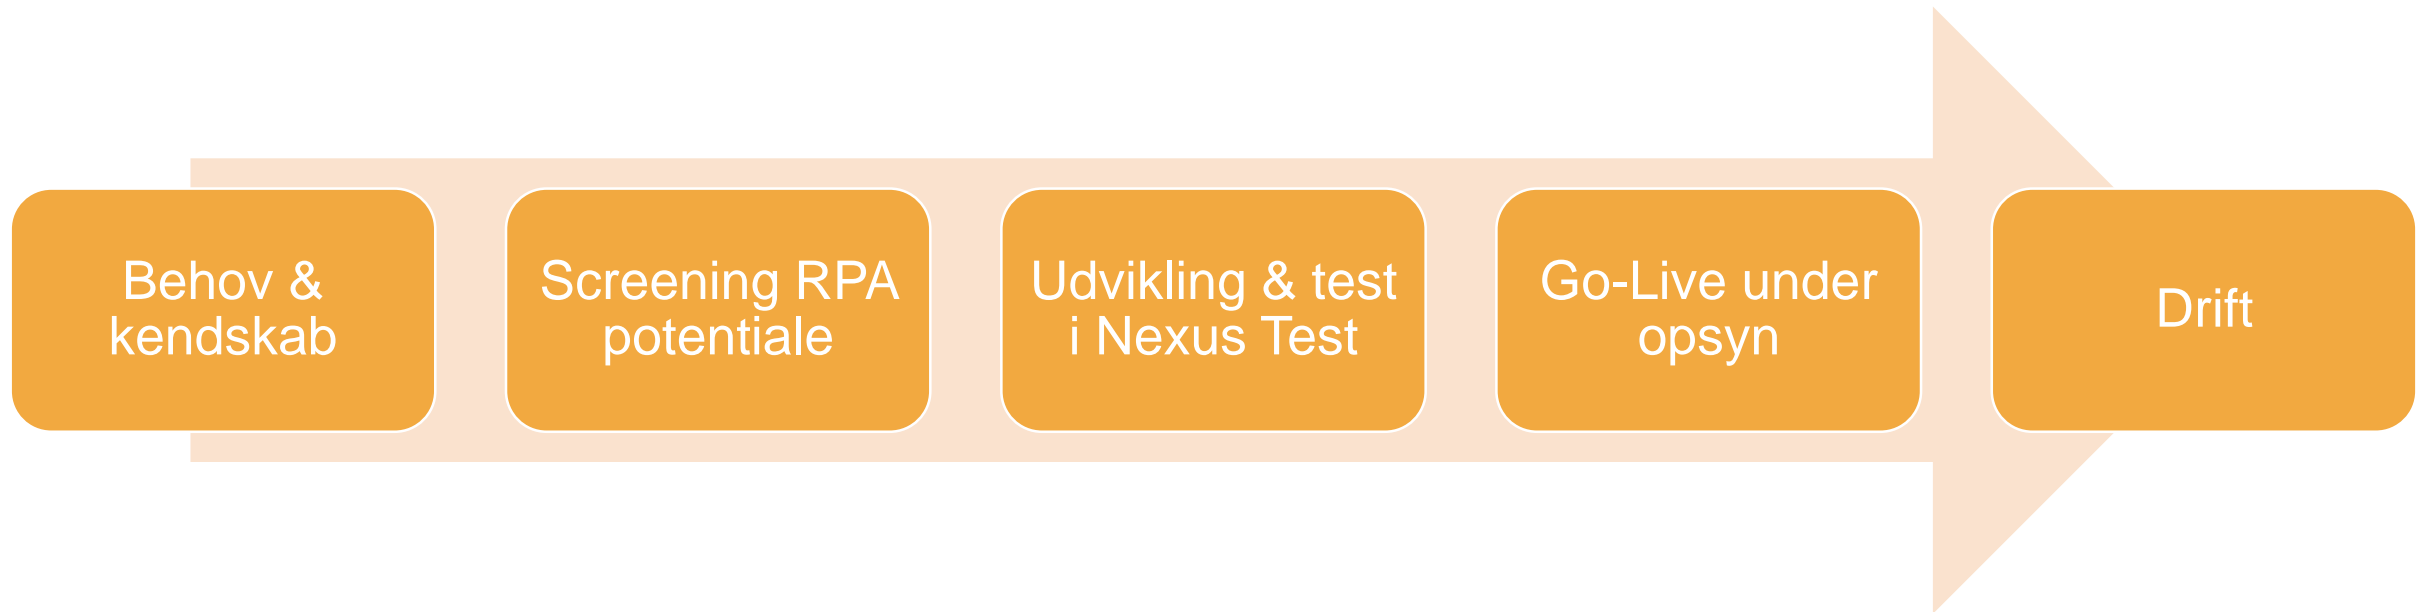 Behov &
kendskab
Screening RPA
potentiale
Udvikling & test
i Nexus Test
Go-Live under
opsyn
Drift